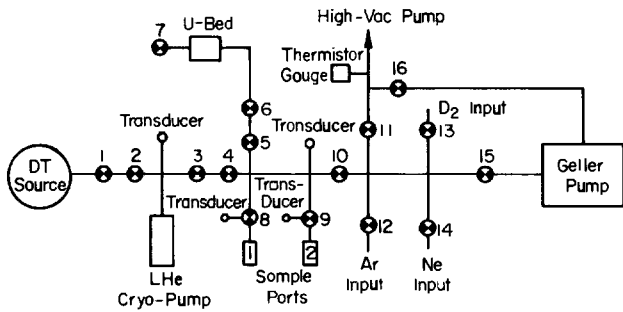 High-Vac Pump
U-Bed
7
Thermistor
Gouge
16
6
D2 Input
Transducer
5
Tronsducer
11
13
DT
Source
1
2
3
4
10
15
Geller
Pump
Transducer
8
Trans-
Ducer
9
12
14
1
2
LHe
Cryo-Pump
Somple
Ports
Ar
Input
Ne
Input